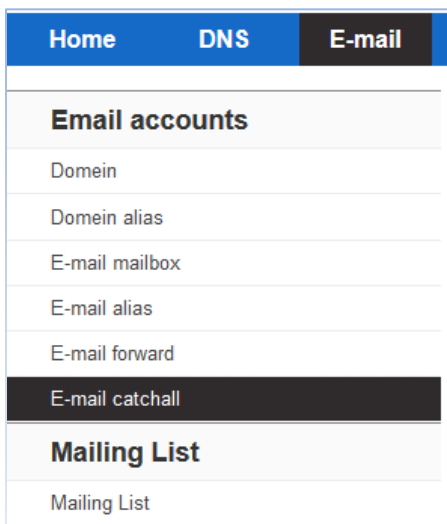 Home DNS E-mail
Email accounts
Domein
Domein alias
E-mail mailbox
E-mail alias
E-mail forward
E-mail catchall
Mailing List
Mailing List